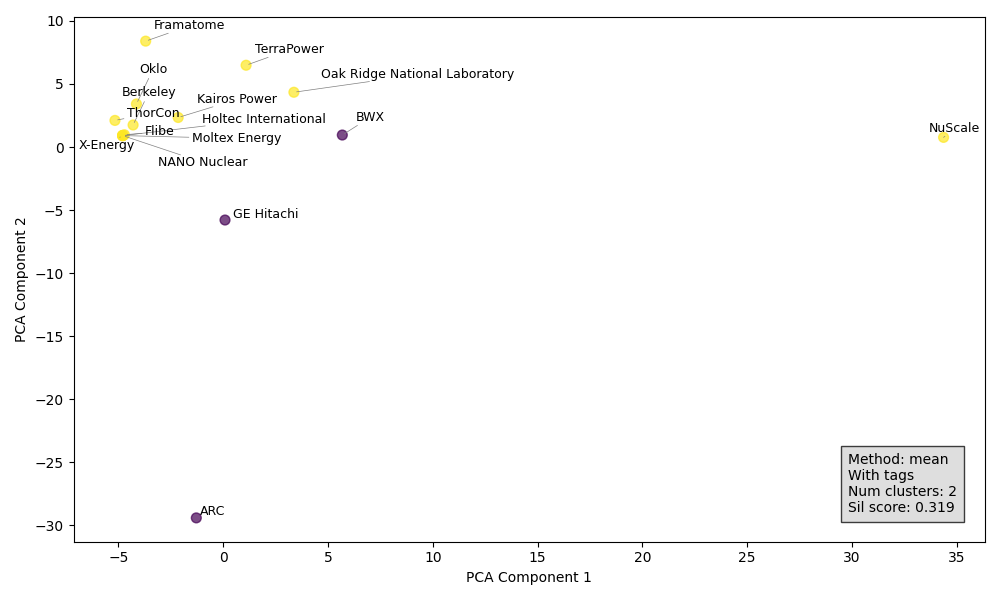 10
5
0
−5
−10
−15
−20
−25
−30
PCA Component 2
Framatome
TerraPower
Oklo
Oak Ridge National Laboratory
Berkeley
Kairos Power
ThorCon
Holtec International
BWX
Flibe
NuScale
Moltex Energy
X-Energy
NANO Nuclear
GE Hitachi
ARC
Method: mean
With tags
Num clusters: 2
Sil score: 0.319
−5 0 5 10 15 20 25 30 35
PCA Component 1